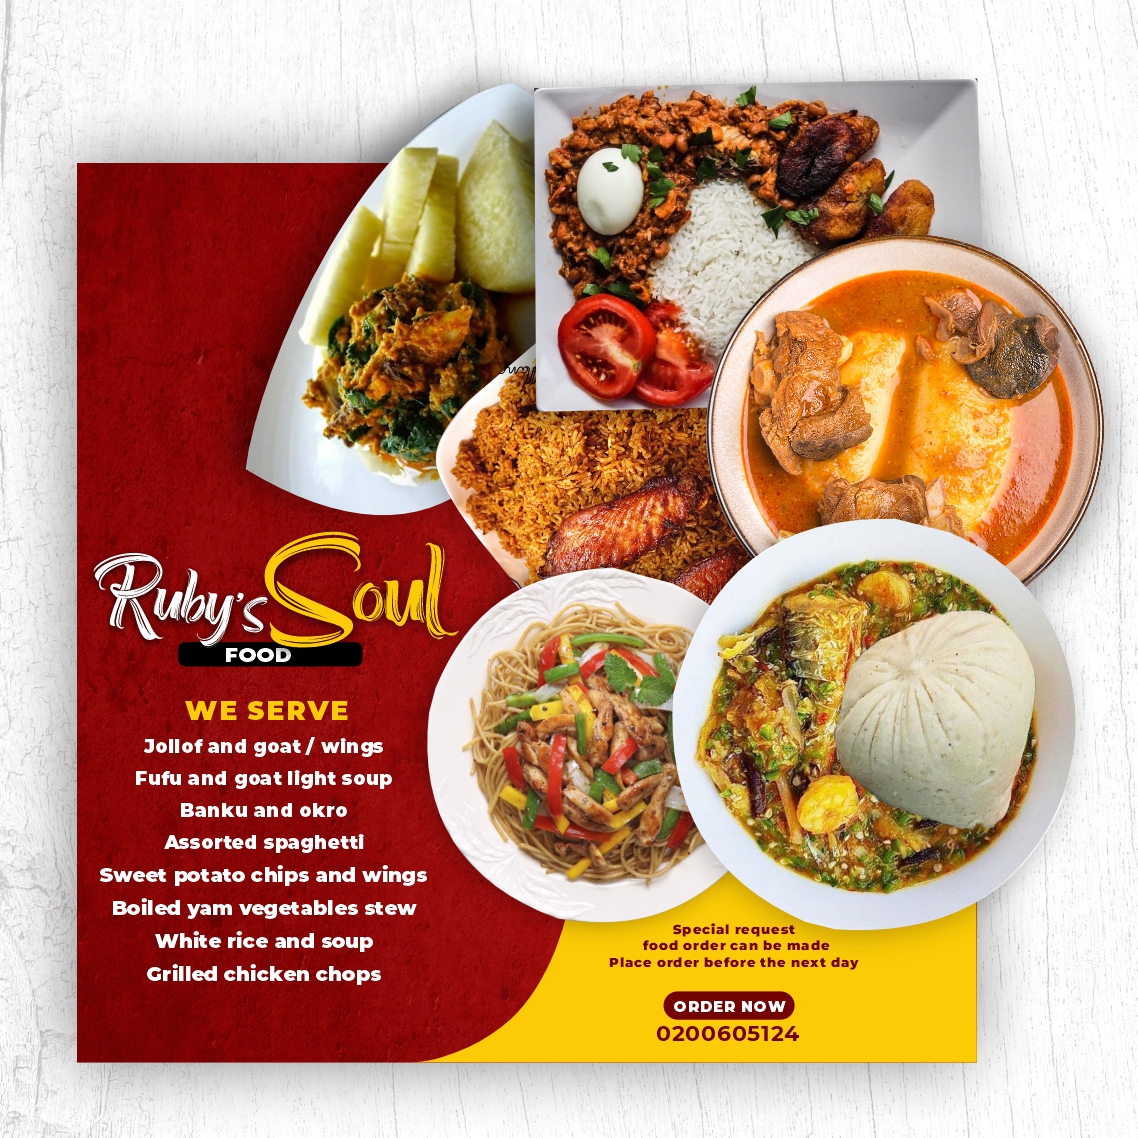 Ruby's Soul
FOOD
WE SERVE
Jollof and goat / wings
Fufu and goat light soup
Banku and okro
Assorted spaghetti
Sweet potato chips and wings
Boiled yam vegetables stew
White rice and soup
Grilled chicken chops
Special request
food order can be made
Place order before the next day
ORDER NOW
0200605124